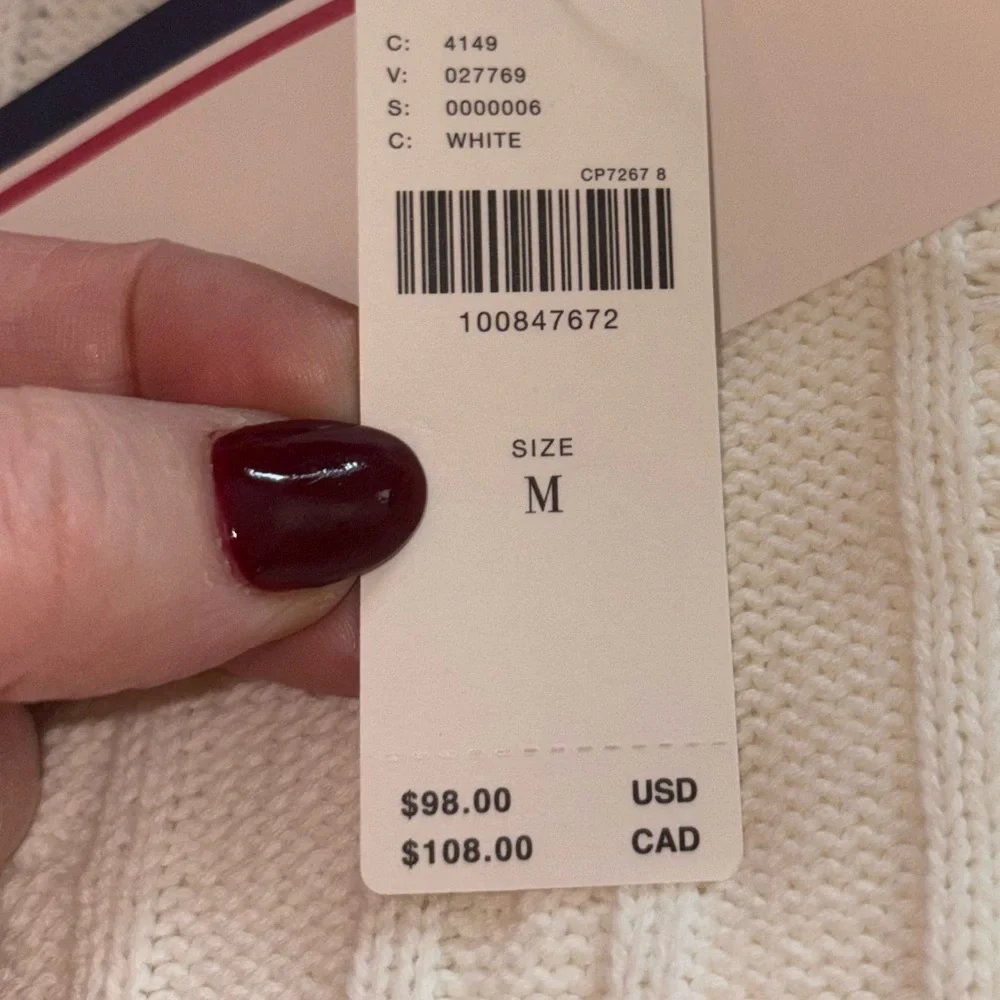 C: 4149
V: 027769
S: 0000006
C: WHITE
CP7267 8
100847672
SIZE
M
$98.00 USD
$108.00 CAD